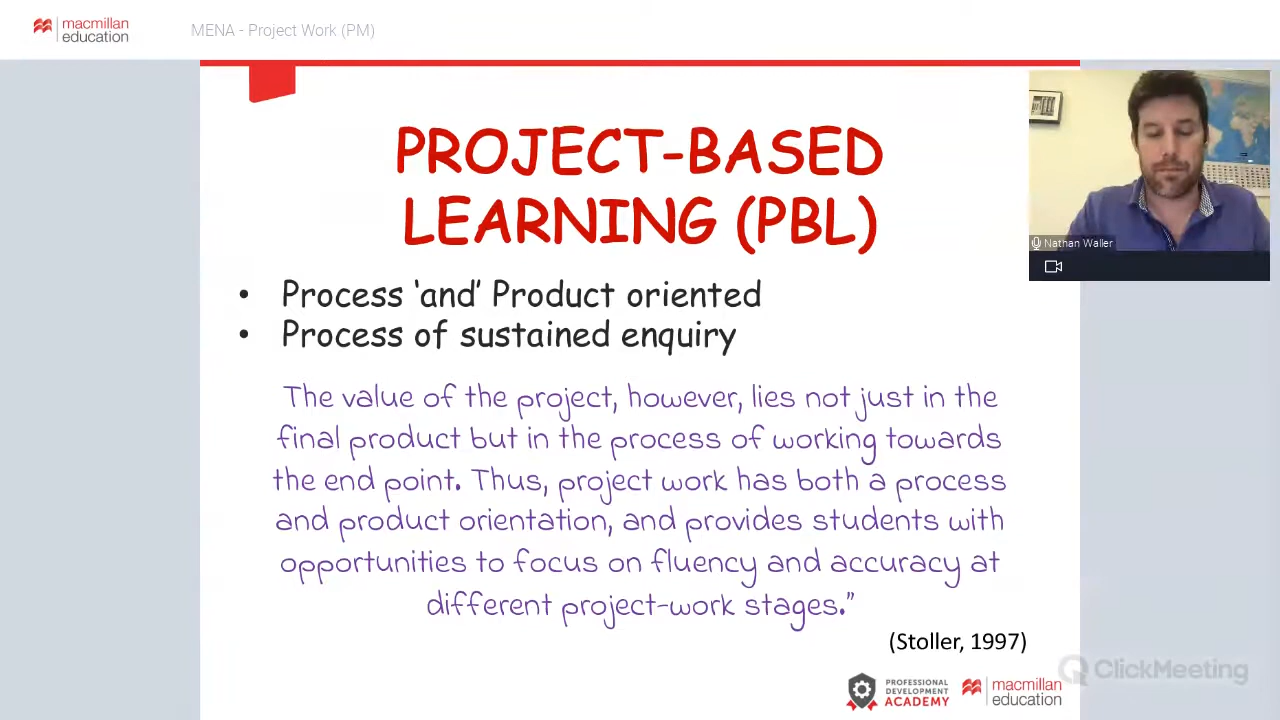 macmillan
education
MENA - Project Work (PM)
PROJECT-BASED
LEARNING (PBL)
Nathan Waller
• Process ‘and’ Product oriented
• Process of sustained enquiry
The value of the project, however, lies not just in the
final product but in the process of working towards
the end point. Thus, project work has both a process
and product orientation, and provides students with
opportunities to focus on fluency and accuracy at
different project-work stages.”
(Stoller, 1997)
ClickMeeting
PROFESSIONAL
DEVELOPMENT
ACADEMY
macmillan
education